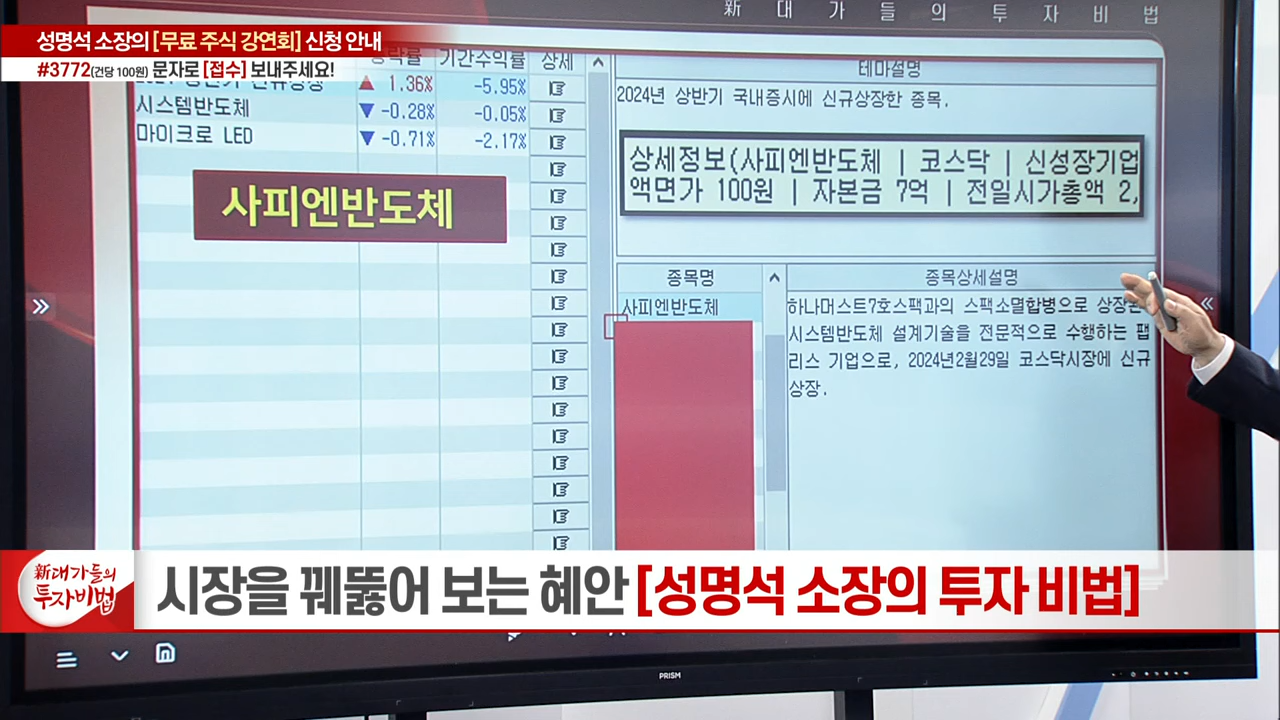 新 대 가 들 의 투 자 비 법
성명석 소장의 [무료 주식 강연회] 신청 안내
#3772(건당 100원) 문자로 [접수] 보내주세요!
등락률 기간수익률 상세
▲ 1.36% -5.95%
시스템반도체 ▼ -0.28% -0.05%
마이크로 LED ▼ -0.71% -2.17%
사피엔반도체
테마설명
2024년 상반기 국내증시에 신규상장한 종목.
상세정보(사피엔반도체 | 코스닥 | 신성장기업
액면가 100원 | 자본금 7억 | 전일시가총액 2,
종목명 종목상세설명
사피엔반도체
하나머스트7호스팩과의 스팩소멸합병으로 상장된
시스템반도체 설계기술을 전문적으로 수행하는 팹
리스 기업으로, 2024년2월29일 코스닥시장에 신규
상장.
新대가들의
투자비법
시장을 꿰뚫어 보는 혜안 [성명석 소장의 투자 비법]
PRISM